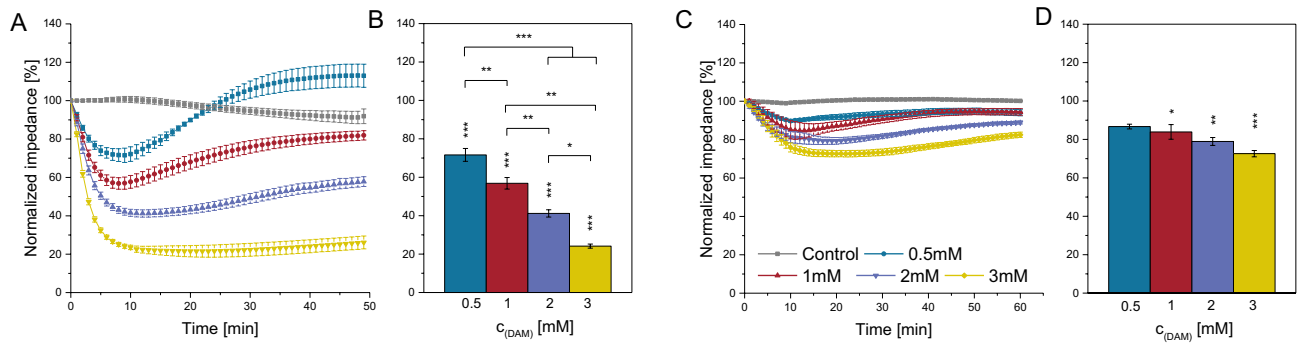 A
Normalized impedance [%]
140
120
100
80
60
40
20
0
0 10 20 30 40 50
Time [min]
B
140
120
100
80
60
40
20
0
***
**
**
**
*
***
***
***
***
0.5 1 2 3
c(DAM) [mM]
C
Normalized impedance [%]
140
120
100
80
60
40
20
0
Control 0.5mM
1mM 2mM 3mM
0 10 20 30 40 50 60
Time [min]
D
140
120
100
80
60
40
20
0
*
**
***
0.5 1 2 3
c(DAM) [mM]